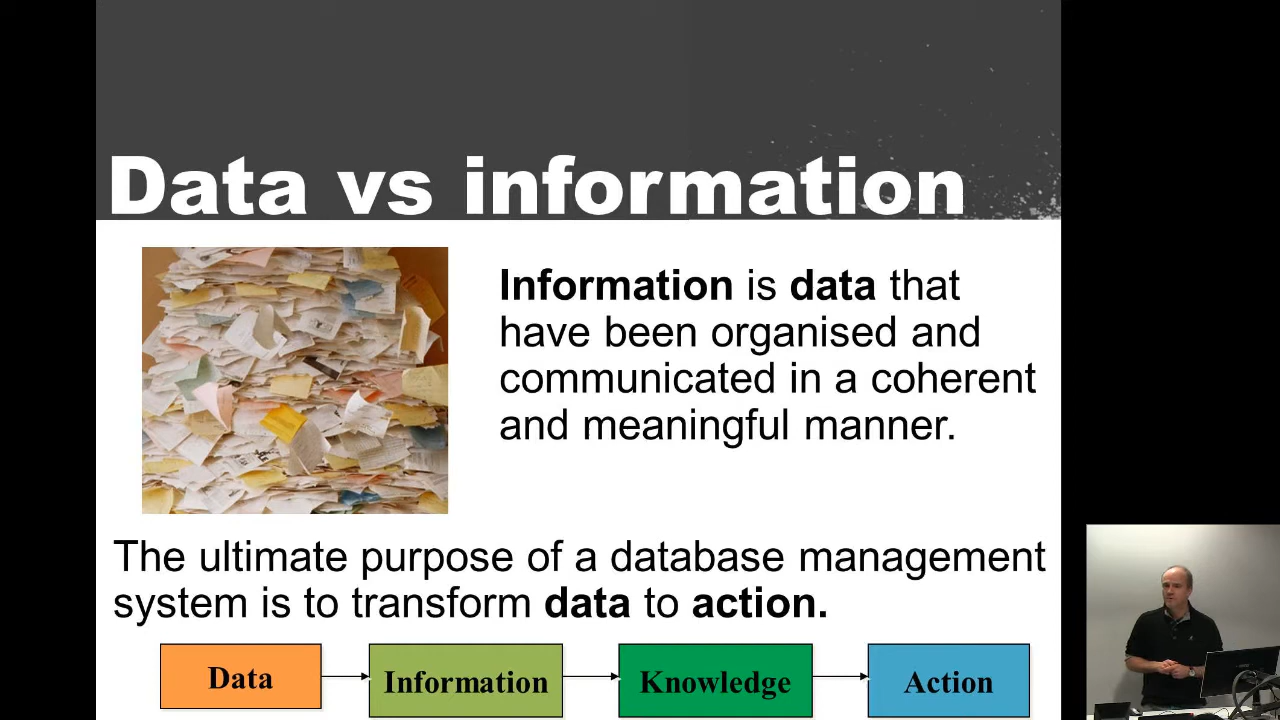 Data vs information
Information is data that
have been organised and
communicated in a coherent
and meaningful manner.
The ultimate purpose of a database management
system is to transform data to action.
Data
Information
Knowledge
Action